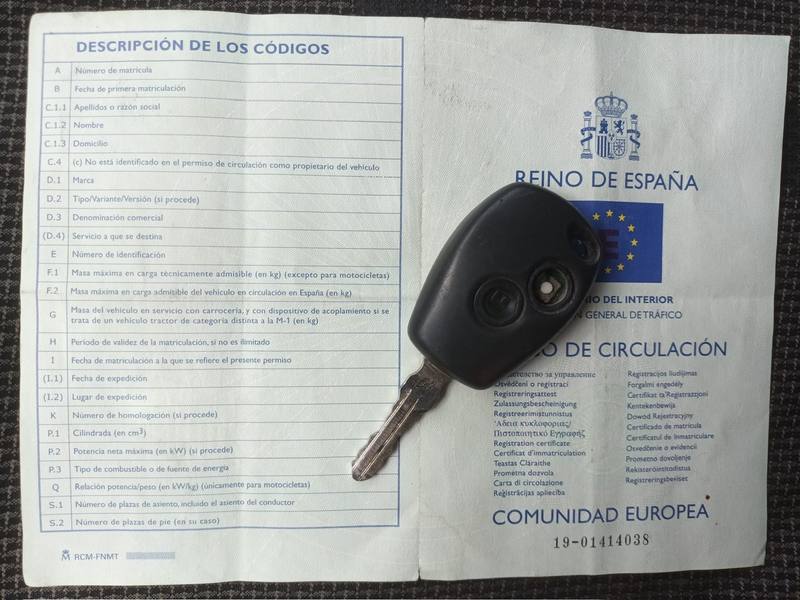 DESCRIPCIÓN DE LOS CÓDIGOS
A Número de matrícula
B Fecha de primera matriculación
C.1.1 Apellidos o razón social
C.1.2 Nombre
C.1.3 Domicilio
C.4 (c) No está identificado en el permiso de circulación como propietario del vehículo
D.1 Marca
D.2 Tipo/Variante/Versión (si procede)
D.3 Denominación comercial
(D.4) Servicio a que se destina
E Número de identificación
F.1 Masa máxima en carga técnicamente admisible (en kg) (excepto para motocicletas)
F.2 Masa máxima en carga admisible del vehículo en circulación en España (en kg)
G Masa del vehículo en servicio con carrocería, y con dispositivo de acoplamiento si se
trata de un vehículo tractor de categoría distinta a la M-1 (en kg)
H Período de validez de la matriculación, si no es ilimitado
I Fecha de matriculación a la que se refiere el presente permiso
(I.1) Fecha de expedición
(I.2) Lugar de expedición
K Número de homologación (si procede)
P.1 Cilindrada (en cm3)
P.2 Potencia neta máxima (en kW) (si procede)
P.3 Tipo de combustible o de fuente de energía
Q Relación potencia/peso (en kW/kg) (únicamente para motocicletas)
S.1 Número de plazas de asiento, incluido el asiento del conductor
S.2 Número de plazas de pie (en su caso)
RCM-FNMT
REINO DE ESPAÑA
E
DEL INTERIOR
GENERAL DE TRÁFICO
DE CIRCULACIÓN
за управление
Osvědčení o registraci
Registreringsattest
Zulassungsbescheinigung
Registreerimistunnistus
Άδεια κυκλοφορίας/
Πιστοποιητικό Εγγραφής
Registration certificate
Certificat d'immatriculation
Teastas Cláraithe
Prometna dozvola
Carta di circolazione
Reģistrācijas apliecība
Registracijos liudijimas
Forgalmi engedély
Ċertifikat ta' Reġistrazzjoni
Kentekenbewijs
Dowód Rejestracyjny
Certificado de matrícula
Certificatul de înmatriculare
Osvedčenie o evidencii
Prometno dovoljenje
Rekisteröintitodistus
Registreringsbeviset
COMUNIDAD EUROPEA
19-01414038